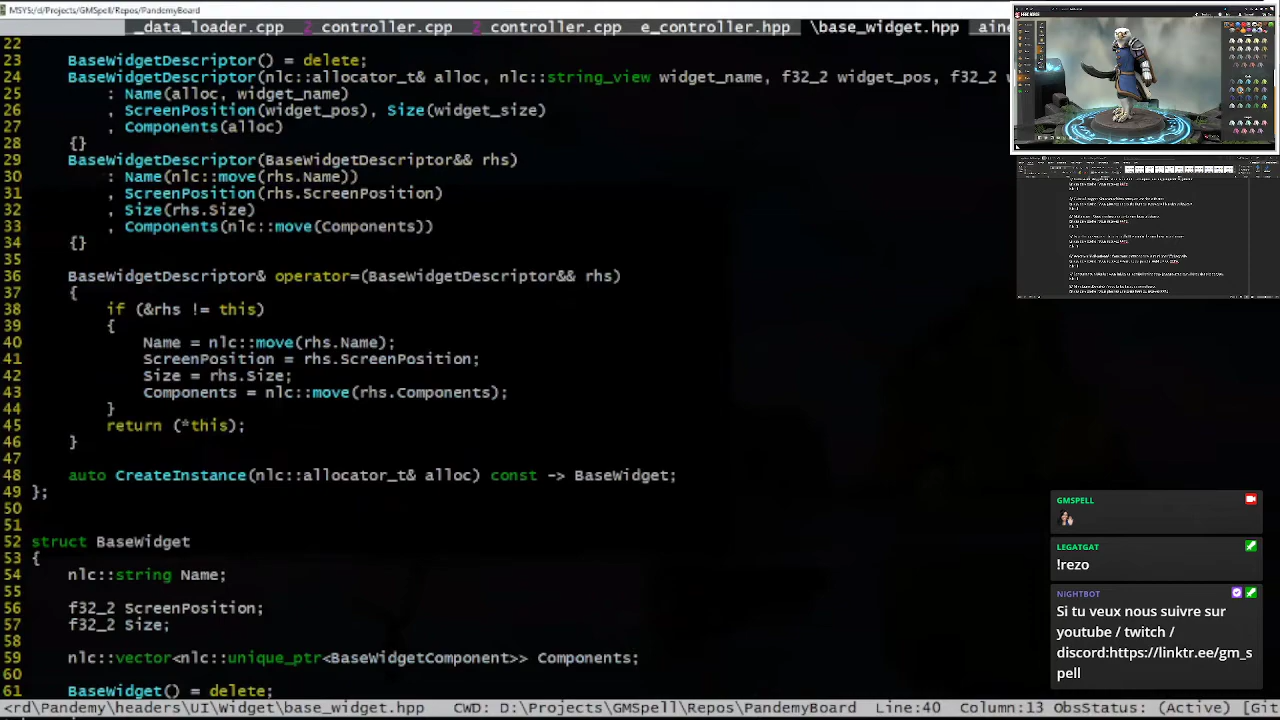 MSYS:/d/Projects/GMSpell/Repos/PandemyBoard
_data_loader.cpp 2 controller.cpp 2 controller.cpp e_controller.hpp \base_widget.hpp
22
23 BaseWidgetDescriptor() = delete;
24 BaseWidgetDescriptor(nlc::allocator_t& alloc, nlc::string_view widget_name, f32_2 widget_pos, f32_2
25 : Name(alloc, widget_name)
26 , ScreenPosition(widget_pos), Size(widget_size)
27 , Components(alloc)
28 {}
29 BaseWidgetDescriptor(BaseWidgetDescriptor&& rhs)
30 : Name(nlc::move(rhs.Name))
31 , ScreenPosition(rhs.ScreenPosition)
32 , Size(rhs.Size)
33 , Components(nlc::move(Components))
34 {}
35
36 BaseWidgetDescriptor& operator=(BaseWidgetDescriptor&& rhs)
37 {
38 if (&rhs != this)
39 {
40 Name = nlc::move(rhs.Name);
41 ScreenPosition = rhs.ScreenPosition;
42 Size = rhs.Size;
43 Components = nlc::move(rhs.Components);
44 }
45 return (*this);
46 }
47
48 auto CreateInstance(nlc::allocator_t& alloc) const -> BaseWidget;
49 };
50
51
52 struct BaseWidget
53 {
54 nlc::string Name;
55
56 f32_2 ScreenPosition;
57 f32_2 Size;
58
59 nlc::vector<nlc::unique_ptr<BaseWidgetComponent>> Components;
60
61 BaseWidget() = delete;
<rd\Pandemy\headers\UI\Widget\base_widget.hpp CWD: D:\Projects\GMSpell\Repos\PandemyBoard Line:40 Column:13 ObsStatus: (Active) [Git
GMSPELL
LEGATGAT
!rezo
NIGHTBOT
Si tu veux nous suivre sur
youtube / twitch /
discord:https://linktr.ee/gm_s
pell